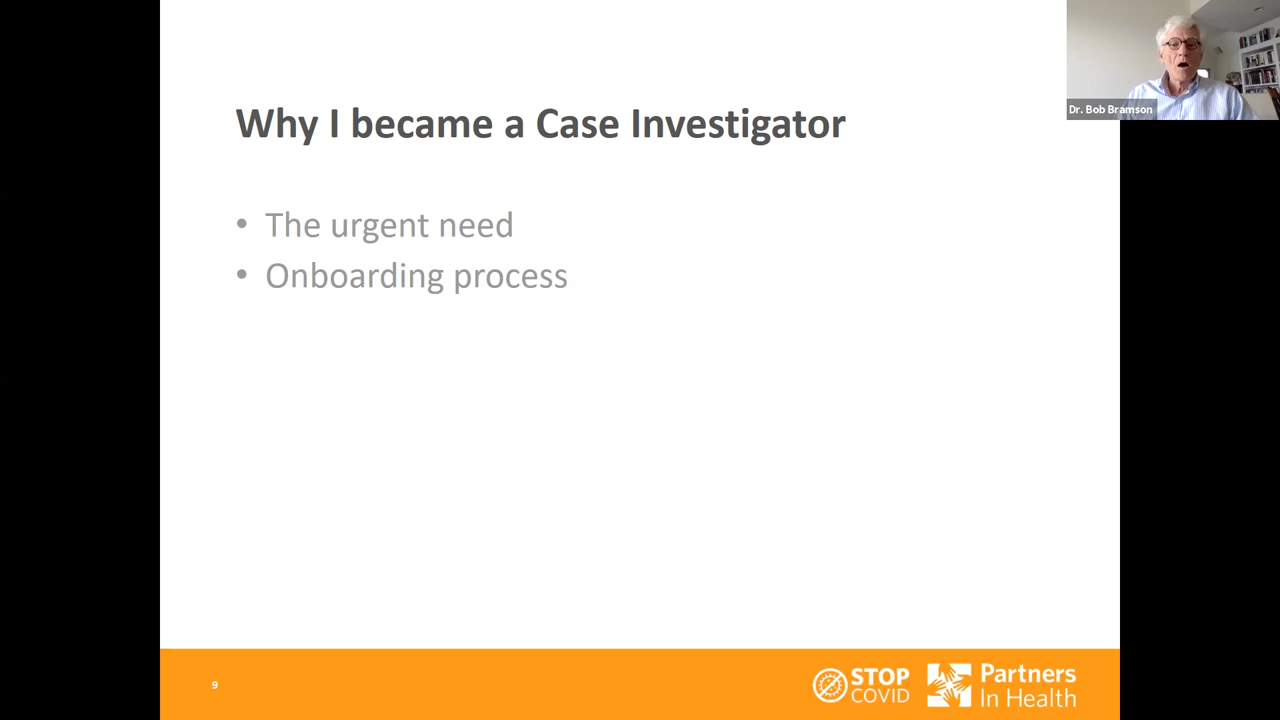 Dr. Bob Bramson
Why I became a Case Investigator
• The urgent need
• Onboarding process
9
STOP
COVID
Partners
In Health